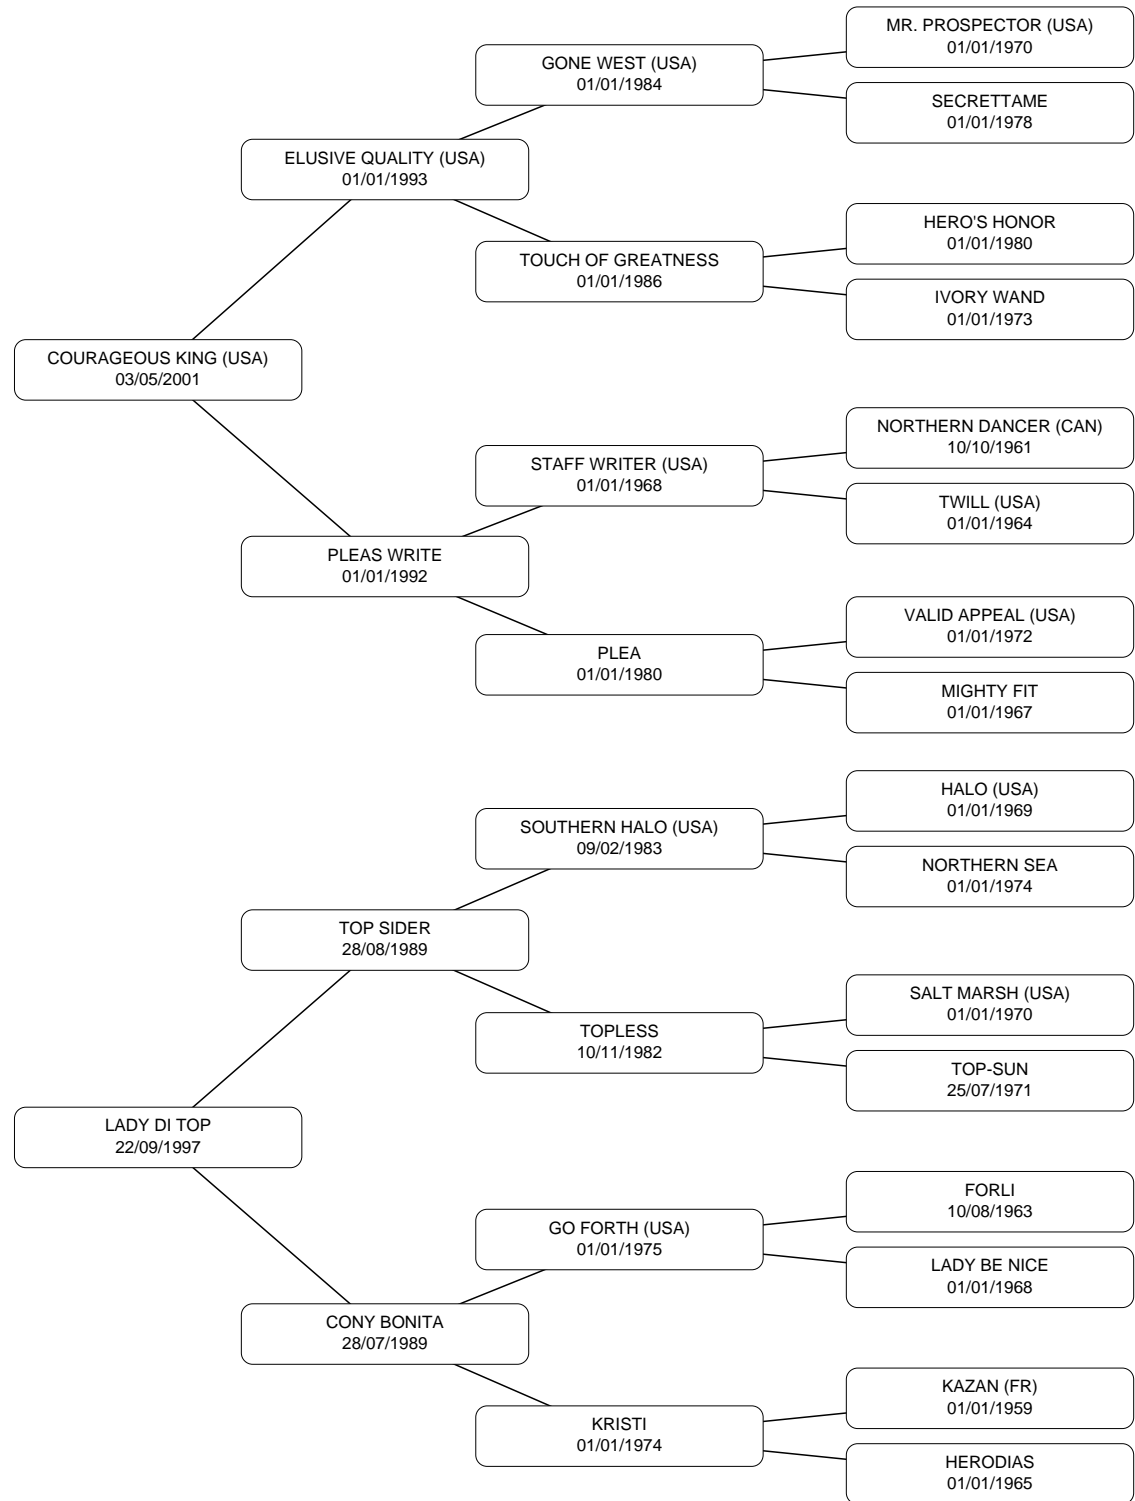 MR. PROSPECTOR (USA)
01/01/1970
GONE WEST (USA)
01/01/1984
SECRETTAME
01/01/1978
ELUSIVE QUALITY (USA)
01/01/1993
HERO'S HONOR
01/01/1980
TOUCH OF GREATNESS
01/01/1986
IVORY WAND
01/01/1973
COURAGEOUS KING (USA)
03/05/2001
NORTHERN DANCER (CAN)
10/10/1961
STAFF WRITER (USA)
01/01/1968
TWILL (USA)
01/01/1964
PLEAS WRITE
01/01/1992
VALID APPEAL (USA)
01/01/1972
PLEA
01/01/1980
MIGHTY FIT
01/01/1967
HALO (USA)
01/01/1969
SOUTHERN HALO (USA)
09/02/1983
NORTHERN SEA
01/01/1974
TOP SIDER
28/08/1989
SALT MARSH (USA)
01/01/1970
TOPLESS
10/11/1982
TOP-SUN
25/07/1971
LADY DI TOP
22/09/1997
FORLI
10/08/1963
GO FORTH (USA)
01/01/1975
LADY BE NICE
01/01/1968
CONY BONITA
28/07/1989
KAZAN (FR)
01/01/1959
KRISTI
01/01/1974
HERODIAS
01/01/1965